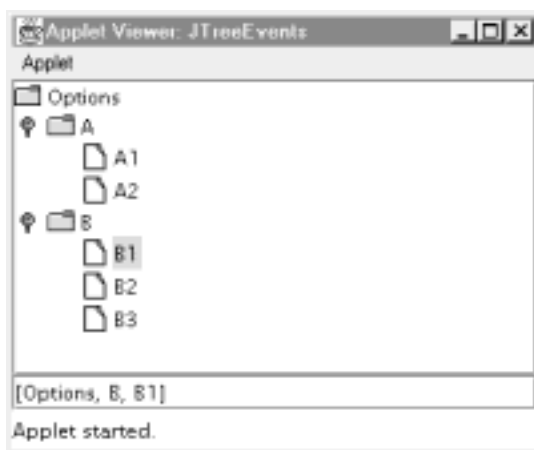 Applet Viewer: JTreeEvents
Applet
Options
A
A1
A2
B
B1
B2
B3
[Options, B, B1]
Applet started.